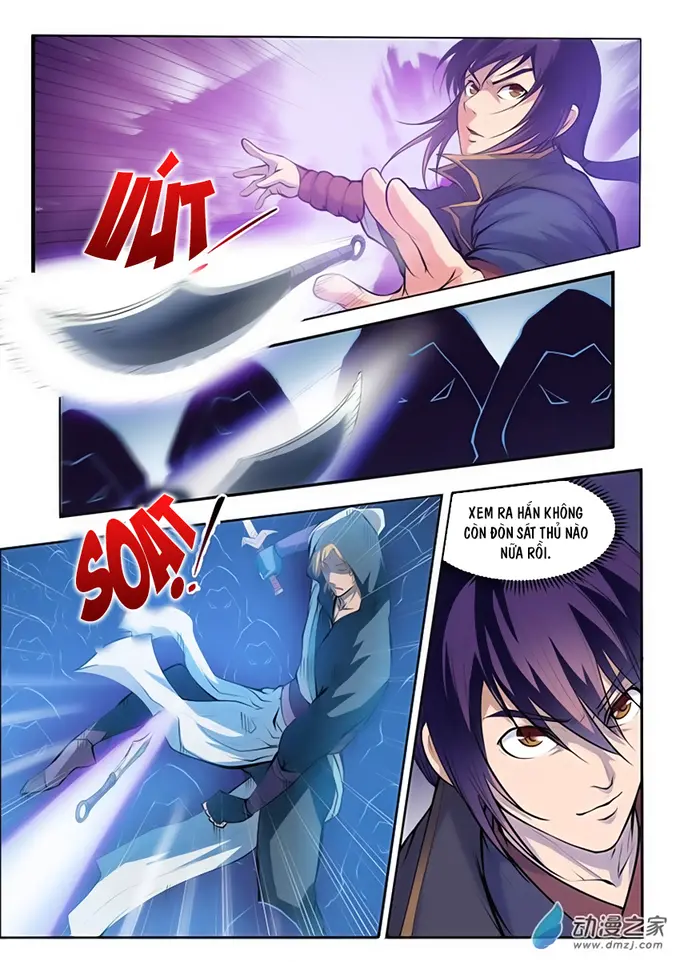 VÚT
SOẠT!!
XEM RA HẮN KHÔNG
CÒN ĐÒN SÁT THỦ NÀO
NỮA RỒI.
动漫之家
www.dmzj.com